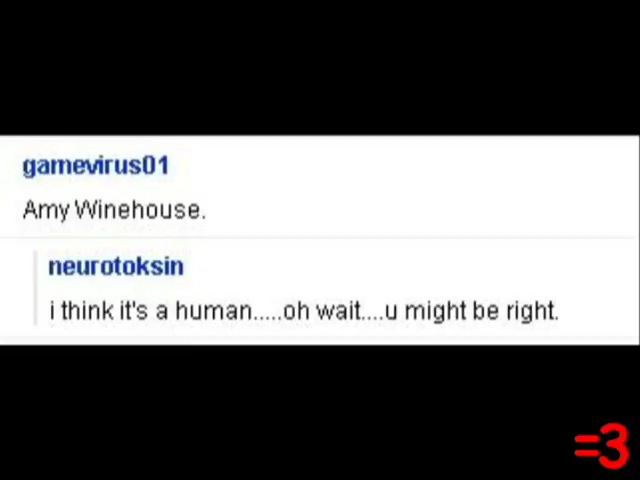 gamevirus01
Amy Winehouse.
neurotoksin
i think it's a human.....oh wait....u might be right.
=3